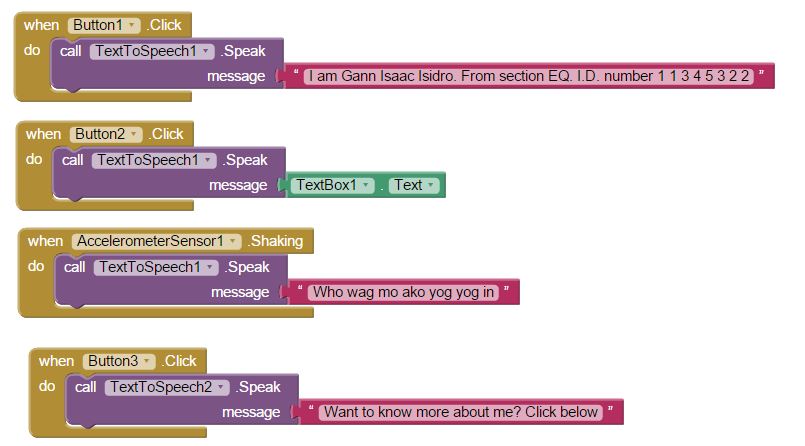 when Button1 .Click
do call TextToSpeech1 .Speak
message " I am Gann Isaac Isidro. From section EQ. I.D. number 1 1 3 4 5 3 2 2 "
when Button2 .Click
do call TextToSpeech1 .Speak
message TextBox1 . Text
when AccelerometerSensor1 .Shaking
do call TextToSpeech1 .Speak
message " Who wag mo ako yog yog in "
when Button3 .Click
do call TextToSpeech2 .Speak
message " Want to know more about me? Click below "